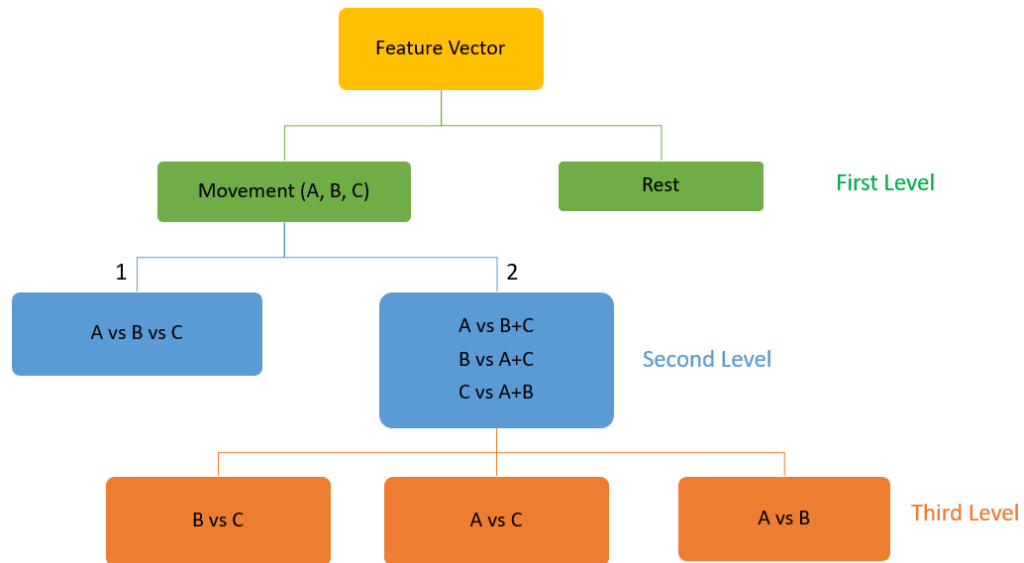 Feature Vector
Movement (A, B, C)
Rest
First Level
1
2
A vs B vs C
A vs B+C
B vs A+C
C vs A+B
Second Level
B vs C
A vs C
A vs B
Third Level